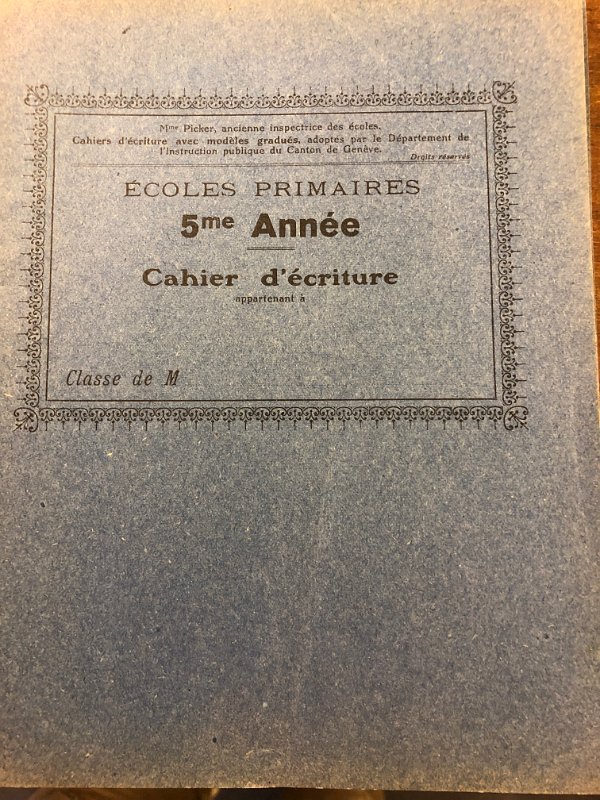 Mme Picker, ancienne inspectrice des écoles.
Cahiers d'écriture avec modèles gradués, adoptés par le Département de
l'Instruction publique du Canton de Genève.
Droits réservés
ÉCOLES PRIMAIRES
5me Année
Cahier d'écriture
appartenant à
Classe de M